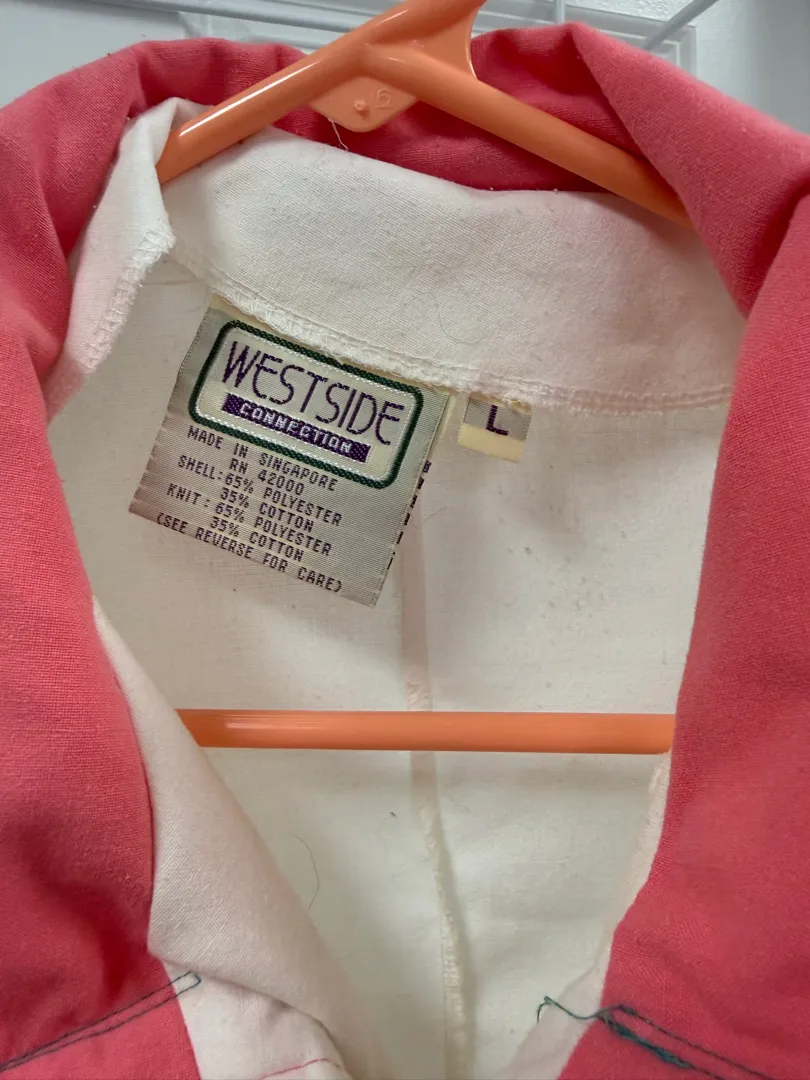 WESTSIDE
CONNECTION
MADE IN SINGAPORE
RN 42000
SHELL: 65% POLYESTER
35% COTTON
KNIT: 65% POLYESTER
35% COTTON
(SEE REVERSE FOR CARE)
L